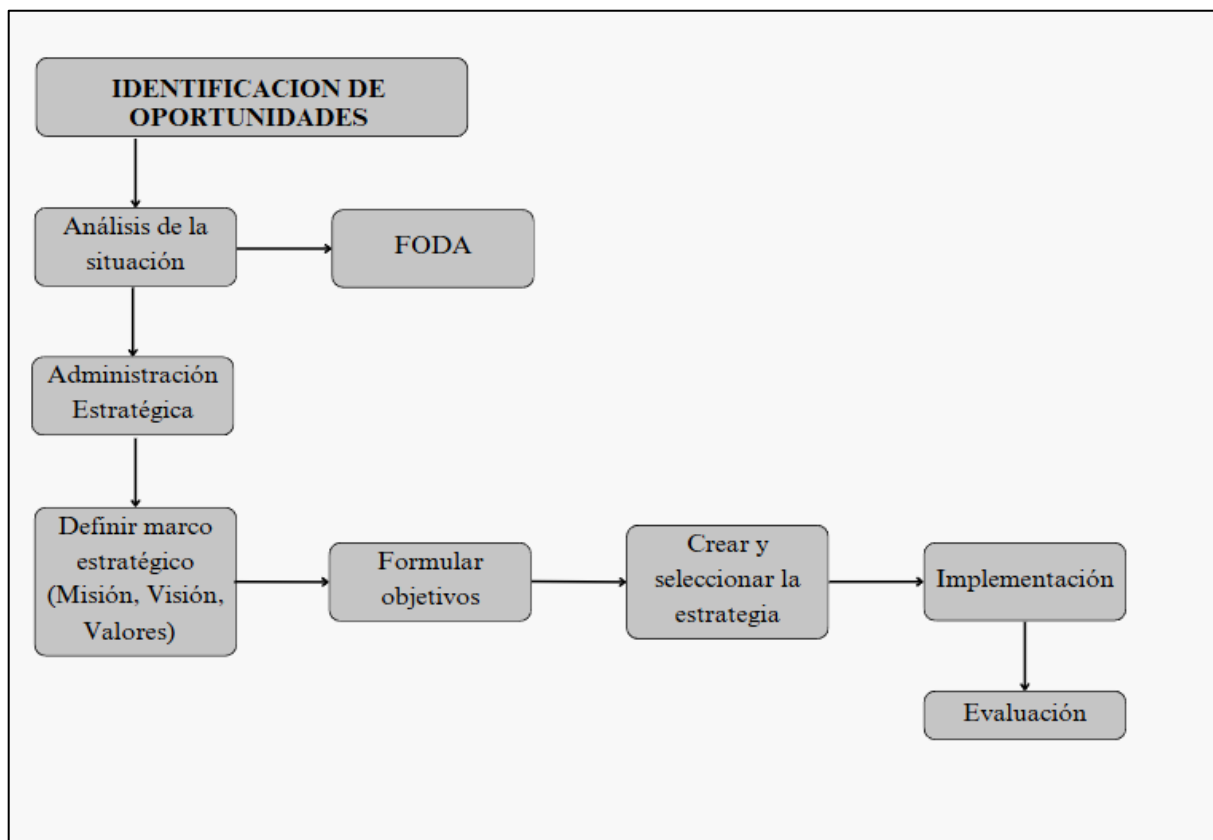 IDENTIFICACION DE
OPORTUNIDADES
Análisis de la
situación
FODA
Administración
Estratégica
Definir marco
estratégico
(Misión, Visión,
Valores)
Formular
objetivos
Crear y
seleccionar la
estrategia
Implementación
Evaluación